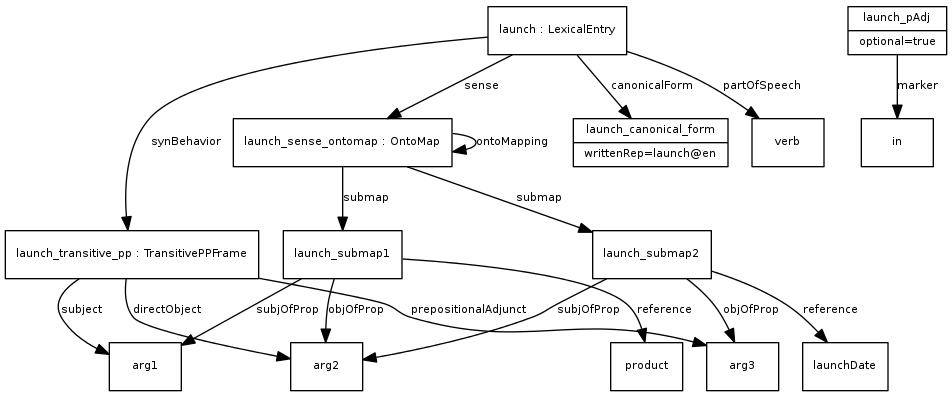 launch : LexicalEntry
launch_pAdj
optional=true
sense
canonicalForm
partOfSpeech
marker
synBehavior
launch_sense_ontomap : OntoMap
ontoMapping
launch_canonical_form
writtenRep=launch@en
verb
in
submap
submap
launch_transitive_pp : TransitivePPFrame
launch_submap1
launch_submap2
subject
directObject
subjOfProp
objOfProp
prepositionalAdjunct
subjOfProp
reference
objOfProp
reference
arg1
arg2
product
arg3
launchDate